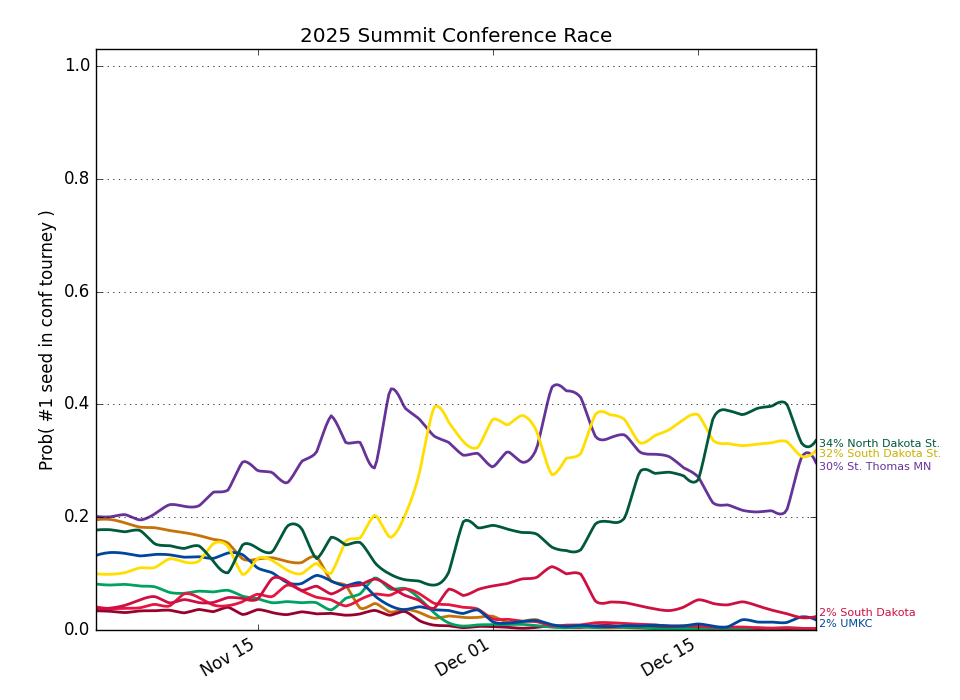 2025 Summit Conference Race
Prob( #1 seed in conf tourney )
1.0
0.8
0.6
0.4
0.2
0.0
34% North Dakota St.
32% South Dakota St.
30% St. Thomas MN
2% South Dakota
2% UMKC
Nov 15
Dec 01
Dec 15